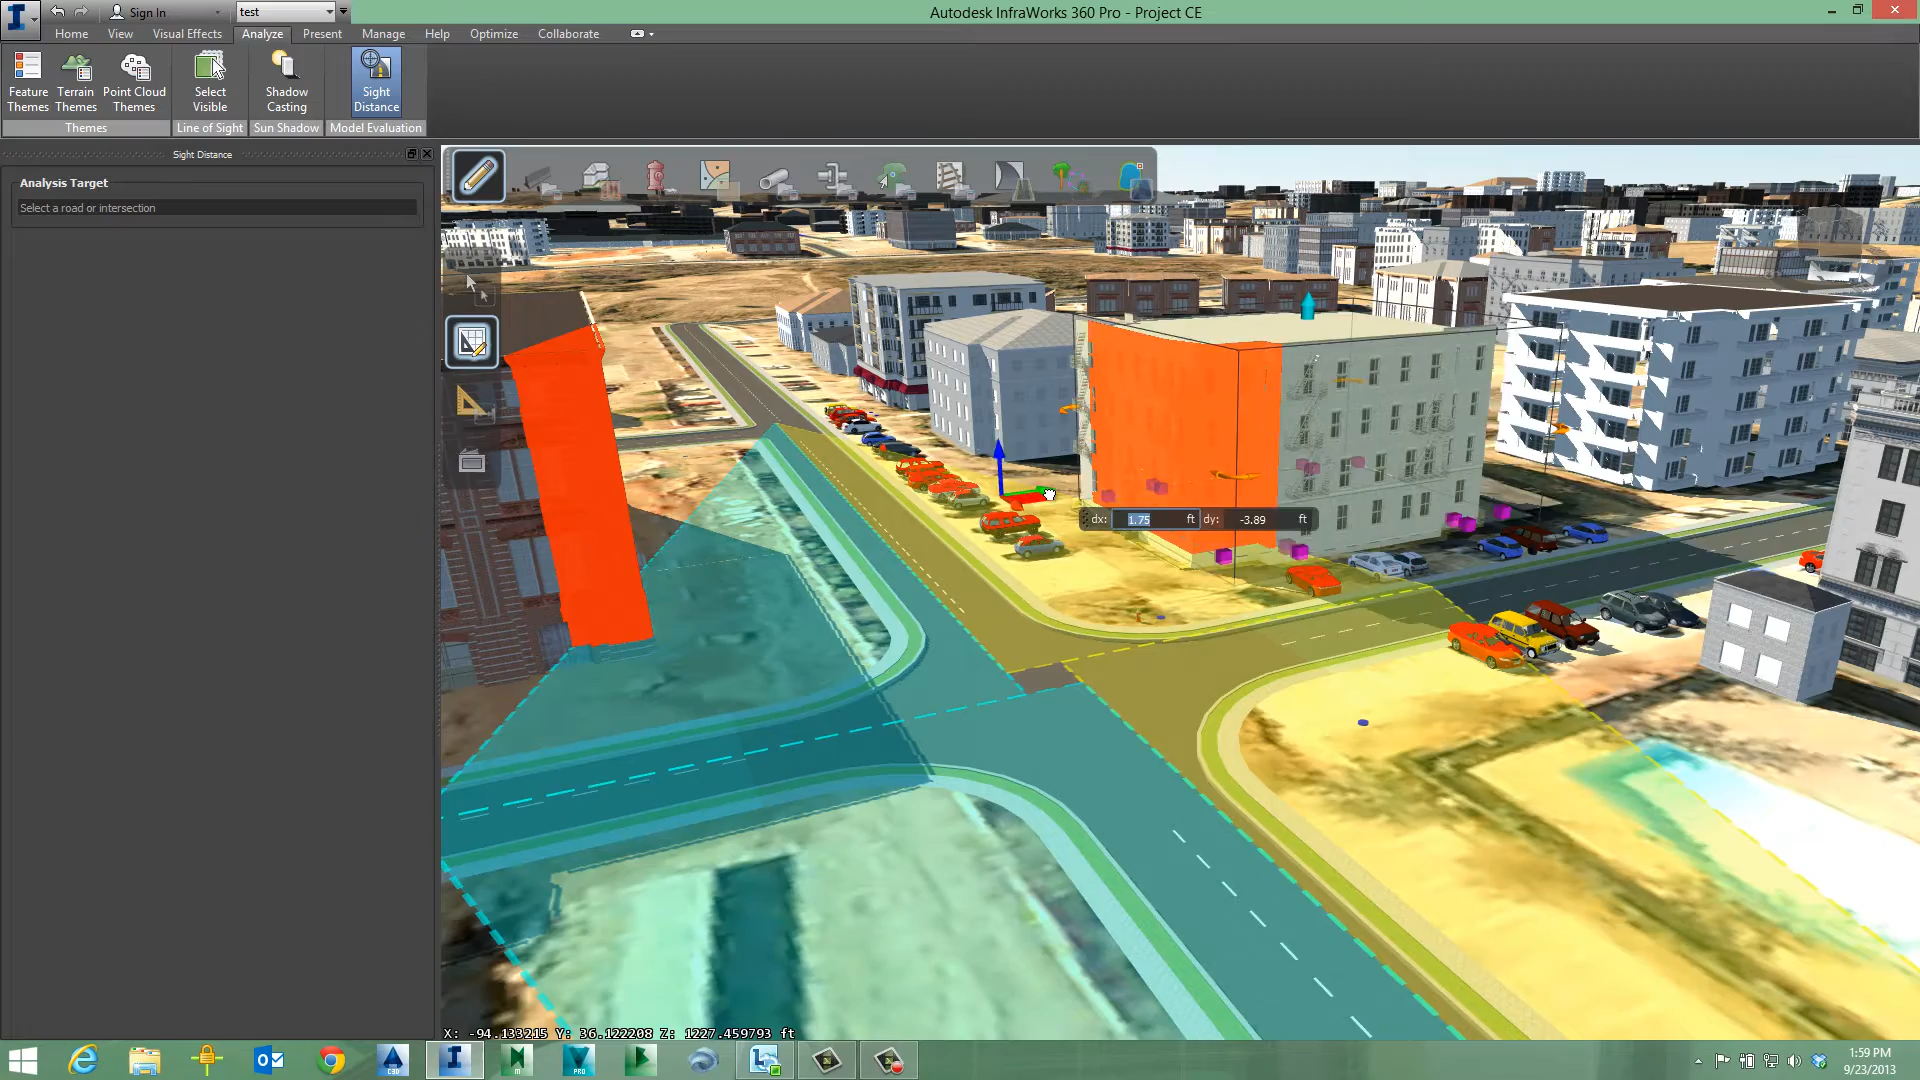 Sign In
test
Autodesk InfraWorks 360 Pro - Project CE
Home View Visual Effects Analyze Present Manage Help Optimize Collaborate
Feature Themes
Terrain Themes
Point Cloud Themes
Select Visible
Shadow Casting
Sight Distance
Themes Line of Sight Sun Shadow Model Evaluation
Sight Distance
Analysis Target
Select a road or intersection
dx: 1.75 ft dy: -3.89 ft
X: -94.133215 Y: 36.122208 Z: 1227.459793 ft
C3D
M
PRO
1:59 PM
9/23/2013